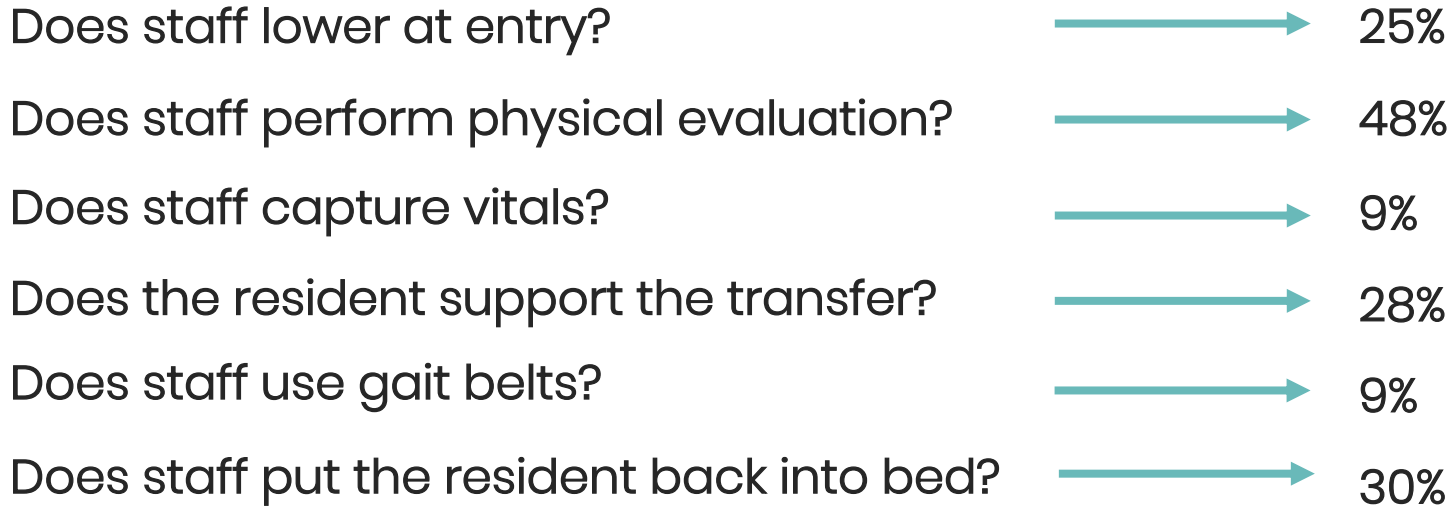 Does staff lower at entry? 25%
Does staff perform physical evaluation? 48%
Does staff capture vitals? 9%
Does the resident support the transfer? 28%
Does staff use gait belts? 9%
Does staff put the resident back into bed? 30%